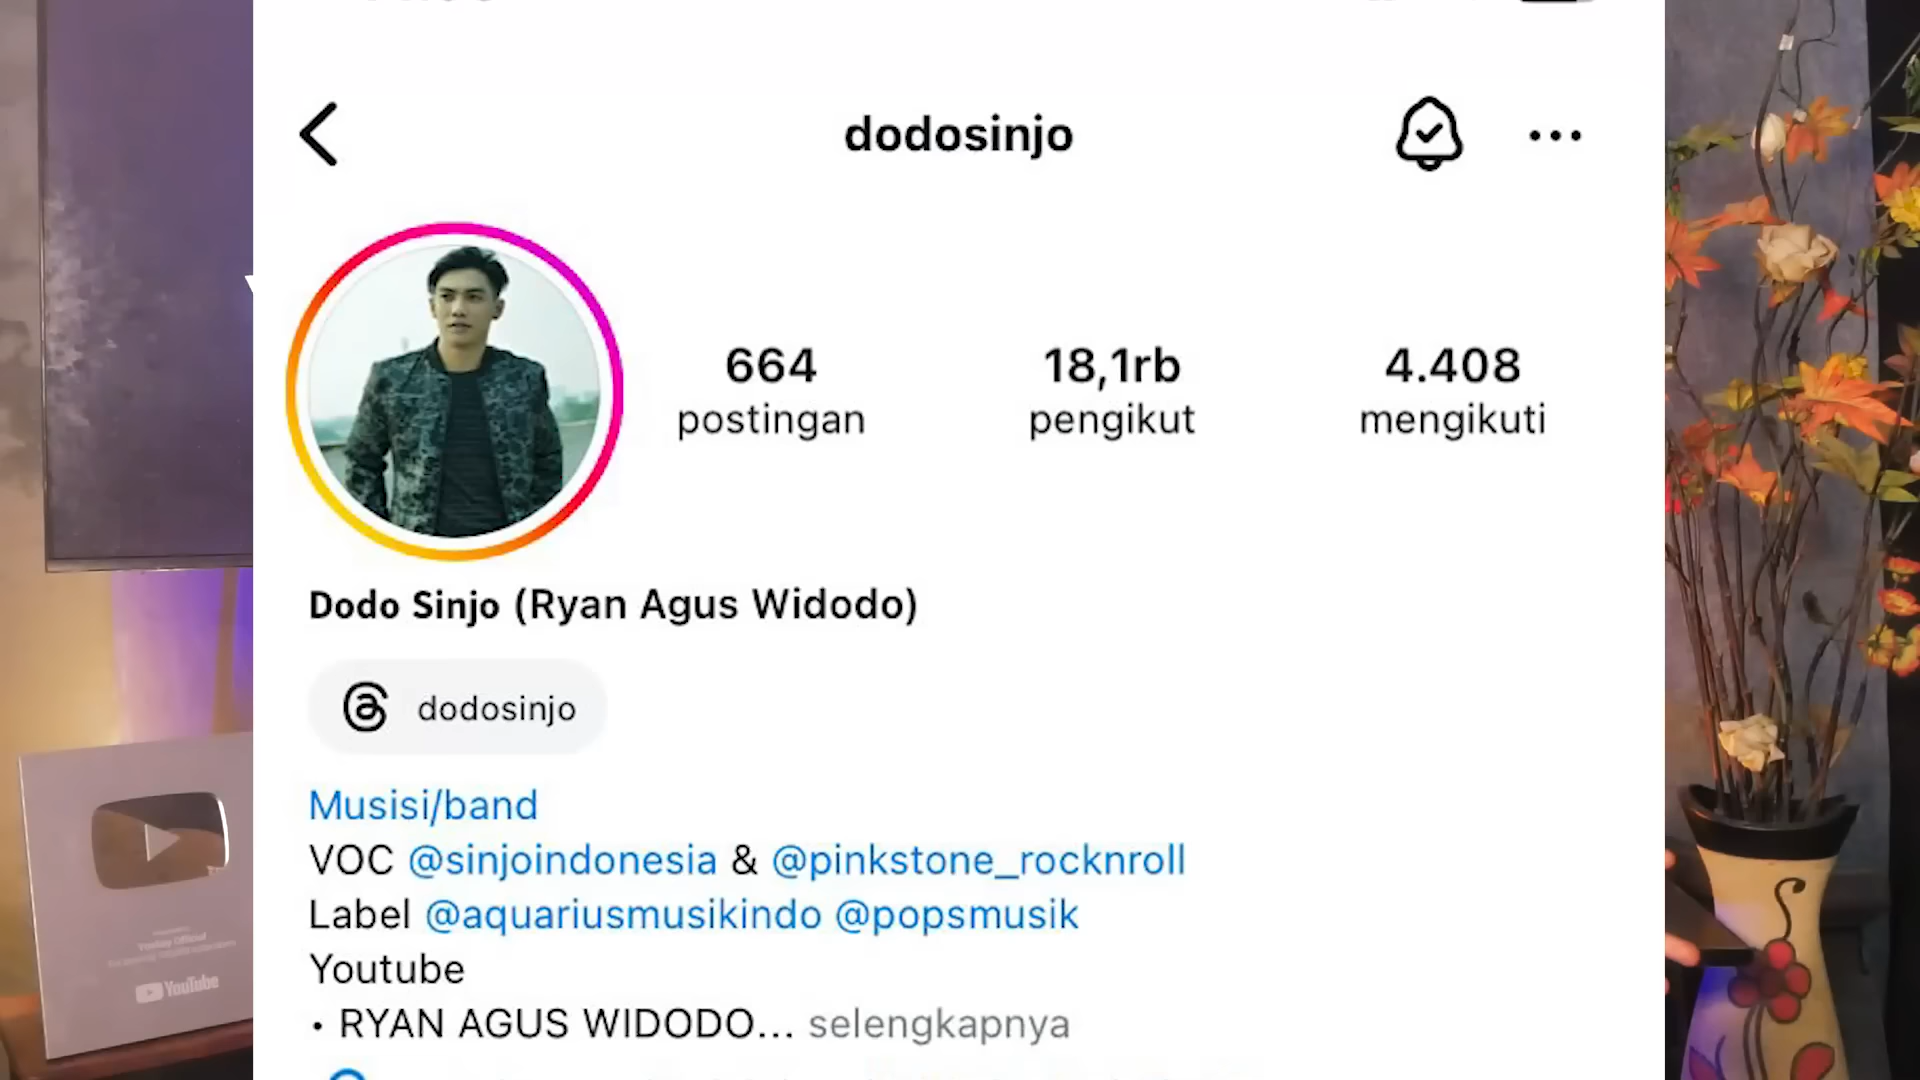 dodosinjo
664
postingan
18,1rb
pengikut
4.408
mengikuti
Dodo Sinjo (Ryan Agus Widodo)
dodosinjo
Musisi/band
VOC @sinjoindonesia & @pinkstone_rocknroll
Label @aquariusmusikindo @popsmusik
Youtube
• RYAN AGUS WIDODO... selengkapnya
YouTube